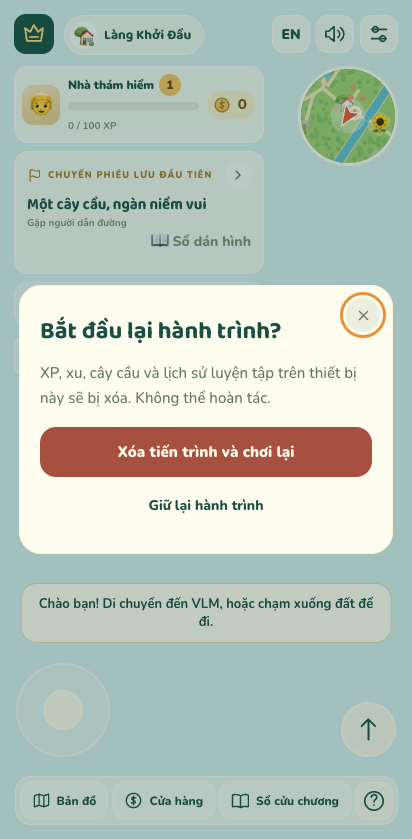 Làng Khởi Đầu
EN
Nhà thám hiểm 1
0
0 / 100 XP
CHUYẾN PHIÊU LƯU ĐẦU TIÊN
Một cây cầu, ngàn niềm vui
Gặp người dẫn đường
Sổ dán hình
Bắt đầu lại hành trình?
XP, xu, cây cầu và lịch sử luyện tập trên thiết bị
này sẽ bị xóa. Không thể hoàn tác.
Xóa tiến trình và chơi lại
Giữ lại hành trình
Chào bạn! Di chuyển đến VLM, hoặc chạm xuống đất để
đi.
Bản đồ
Cửa hàng
Sổ cửu chương